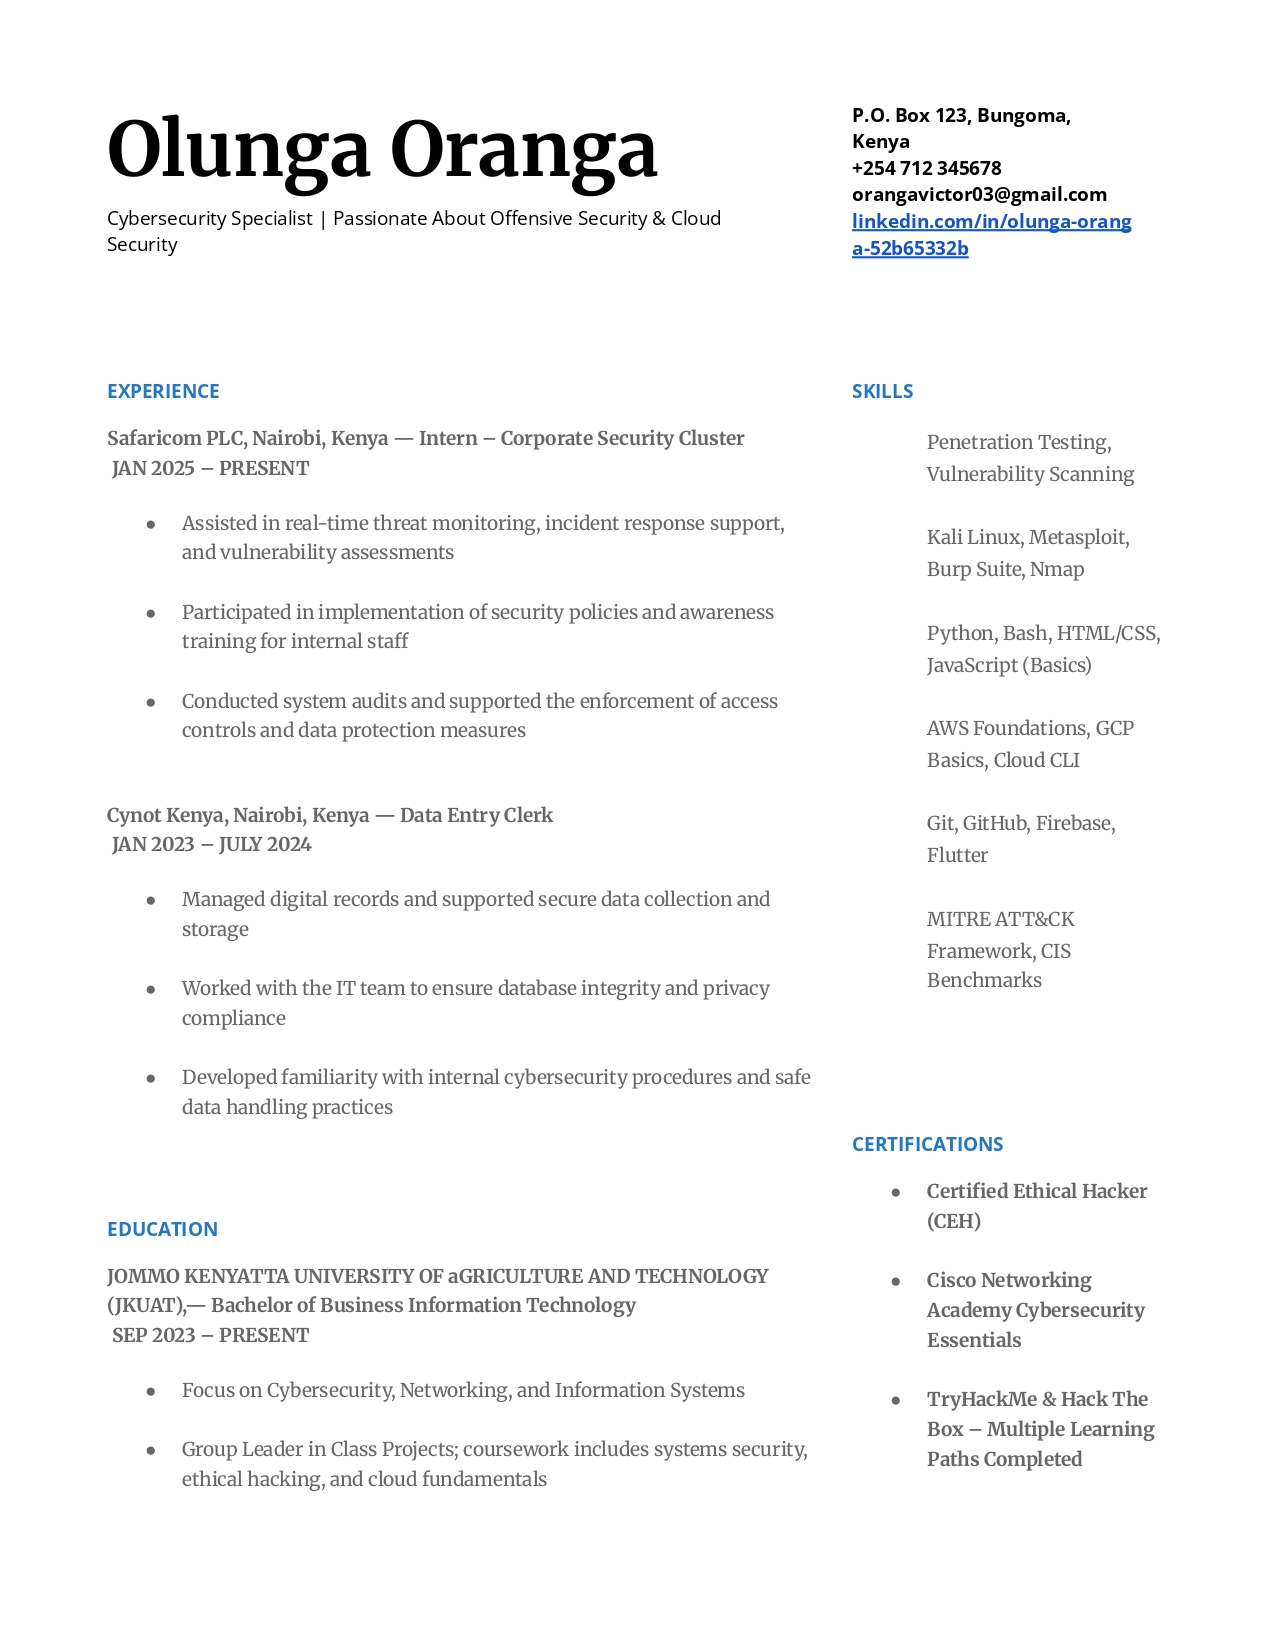 Olunga Oranga
Cybersecurity Specialist | Passionate About Offensive Security & Cloud
Security
P.O. Box 123, Bungoma,
Kenya
+254 712 345678
orangavictor03@gmail.com
linkedin.com/in/olunga-orang
a-52b65332b
EXPERIENCE
Safaricom PLC, Nairobi, Kenya — Intern – Corporate Security Cluster
JAN 2025 – PRESENT
● Assisted in real-time threat monitoring, incident response support,
and vulnerability assessments
● Participated in implementation of security policies and awareness
training for internal staff
● Conducted system audits and supported the enforcement of access
controls and data protection measures
Cynot Kenya, Nairobi, Kenya — Data Entry Clerk
JAN 2023 – JULY 2024
● Managed digital records and supported secure data collection and
storage
● Worked with the IT team to ensure database integrity and privacy
compliance
● Developed familiarity with internal cybersecurity procedures and safe
data handling practices
EDUCATION
JOMMO KENYATTA UNIVERSITY OF aGRICULTURE AND TECHNOLOGY
(JKUAT),— Bachelor of Business Information Technology
SEP 2023 – PRESENT
● Focus on Cybersecurity, Networking, and Information Systems
● Group Leader in Class Projects; coursework includes systems security,
ethical hacking, and cloud fundamentals
SKILLS
Penetration Testing,
Vulnerability Scanning
Kali Linux, Metasploit,
Burp Suite, Nmap
Python, Bash, HTML/CSS,
JavaScript (Basics)
AWS Foundations, GCP
Basics, Cloud CLI
Git, GitHub, Firebase,
Flutter
MITRE ATT&CK
Framework, CIS
Benchmarks
CERTIFICATIONS
● Certified Ethical Hacker
(CEH)
● Cisco Networking
Academy Cybersecurity
Essentials
● TryHackMe & Hack The
Box – Multiple Learning
Paths Completed